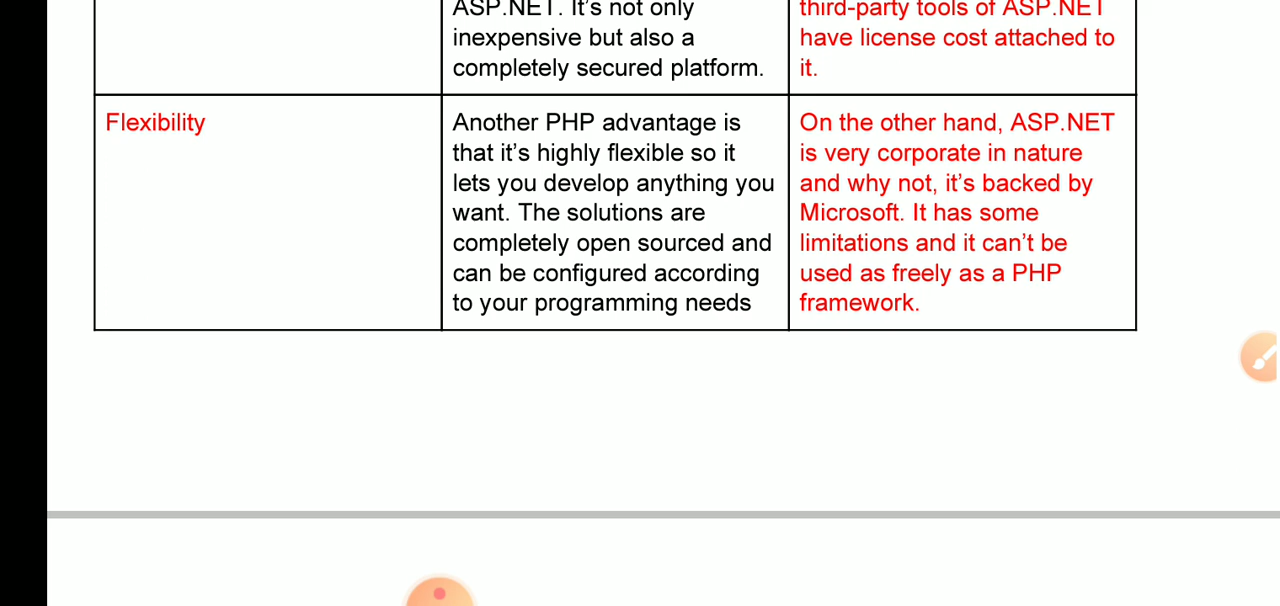 ASP.NET. It's not only
inexpensive but also a
completely secured platform.
third-party tools of ASP.NET
have license cost attached to
it.
Flexibility
Another PHP advantage is
that it's highly flexible so it
lets you develop anything you
want. The solutions are
completely open sourced and
can be configured according
to your programming needs
On the other hand, ASP.NET
is very corporate in nature
and why not, it's backed by
Microsoft. It has some
limitations and it can't be
used as freely as a PHP
framework.